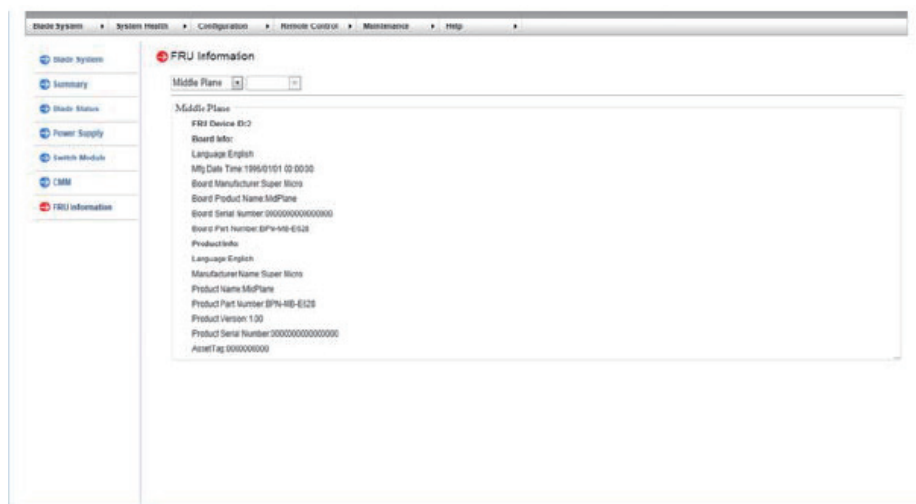 Blade System System Health Configuration Remote Control Maintenance Help
Blade System
Summary
Blade Status
Power Supply
Switch Module
CMM
FRU Information
FRU Information
Middle Plane
Middle Plane
FRU Device ID:2
Board Info:
Language:English
Mfg Date Time:1996/01/01 00:00:00
Board Manufacturer:Super Micro
Board Product Name:MidPlane
Board Serial Number:
Board Part Number:BPN-MB-E628
Product Info:
Language:English
Manufacturer Name:Super Micro
Product Name:MidPlane
Product Part Number:BPN-MB-E628
Product Version:1.00
Product Serial Number:
AssetTag:0000000000